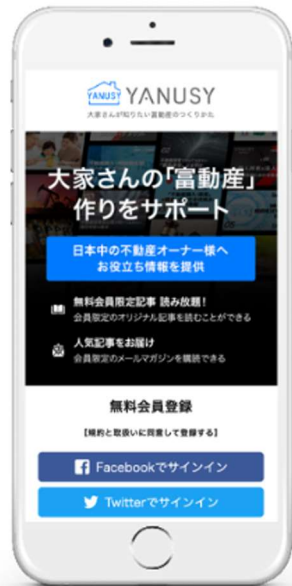 YANUSY YANUSY
大家さんが知りたい富動産のつくりかた
大家さんの「富動産」
作りをサポート
日本中の不動産オーナー様へ
お役立ち情報を提供
無料会員限定記事 読み放題!
会員限定のオリジナル記事を読むことができる
人気記事をお届け
会員限定のメールマガジンを購読できる
無料会員登録
【規約と取扱いに同意して登録する】
Facebookでサインイン
Twitterでサインイン